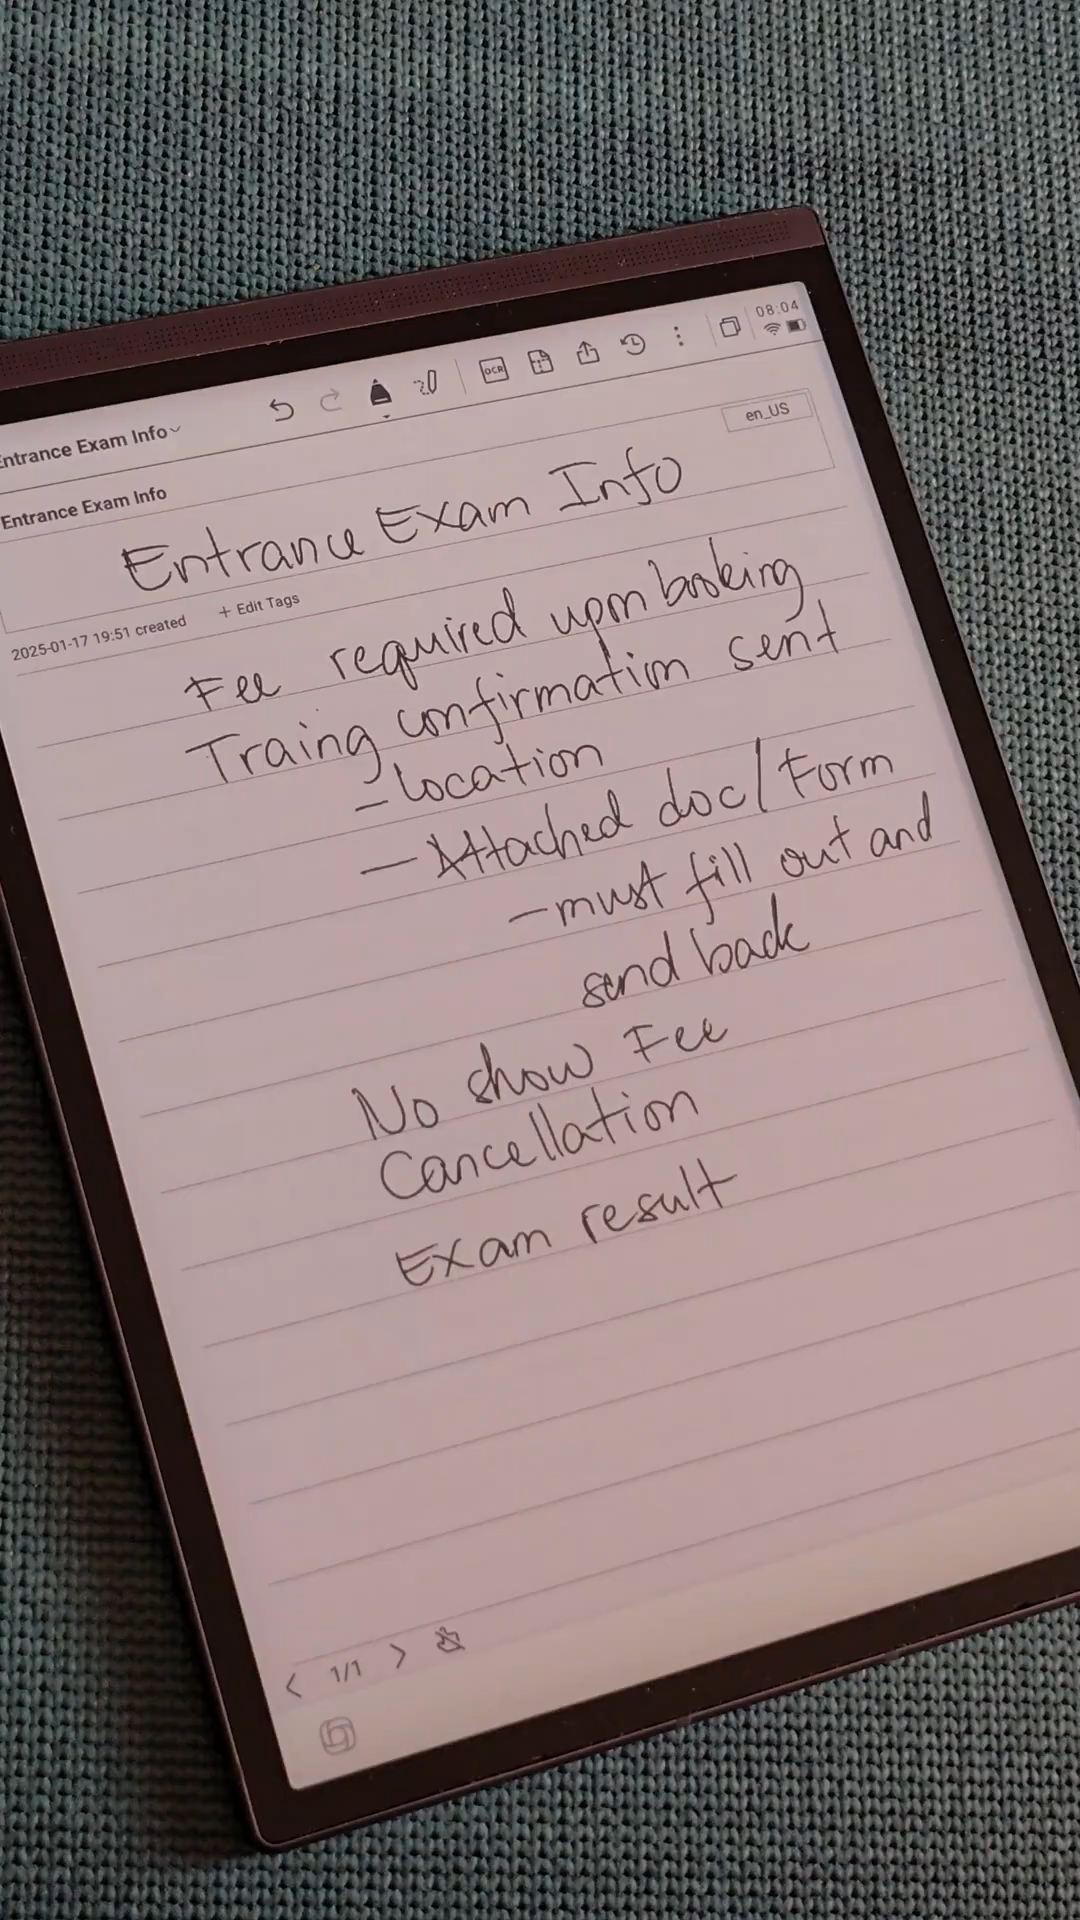 08:04
OCR
Entrance Exam Info
en_US
Entrance Exam Info
Entrance Exam Info
2025-01-17 19:51 created + Edit Tags
Fee required upon booking
Traing confirmation sent
- location
- Attached doc/Form
- must fill out and
send back
No show Fee
Cancellation
Exam result
1/1